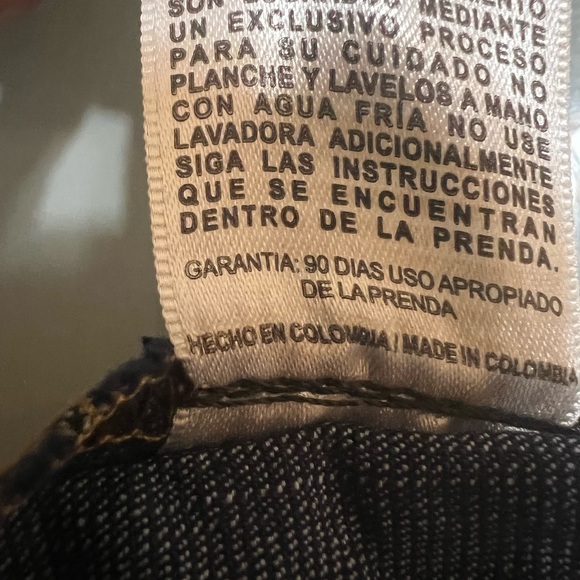 SON MEDIANTE
UN EXCLUSIVO PROCESO
PARA SU CUIDADO NO
PLANCHE Y LAVELOS A MANO
CON AGUA FRÍA NO USE
LAVADORA ADICIONALMENTE
SIGA LAS INSTRUCCIONES
QUE SE ENCUENTRAN
DENTRO DE LA PRENDA.
GARANTIA: 90 DIAS USO APROPIADO
DE LA PRENDA
HECHO EN COLOMBIA / MADE IN COLOMBIA